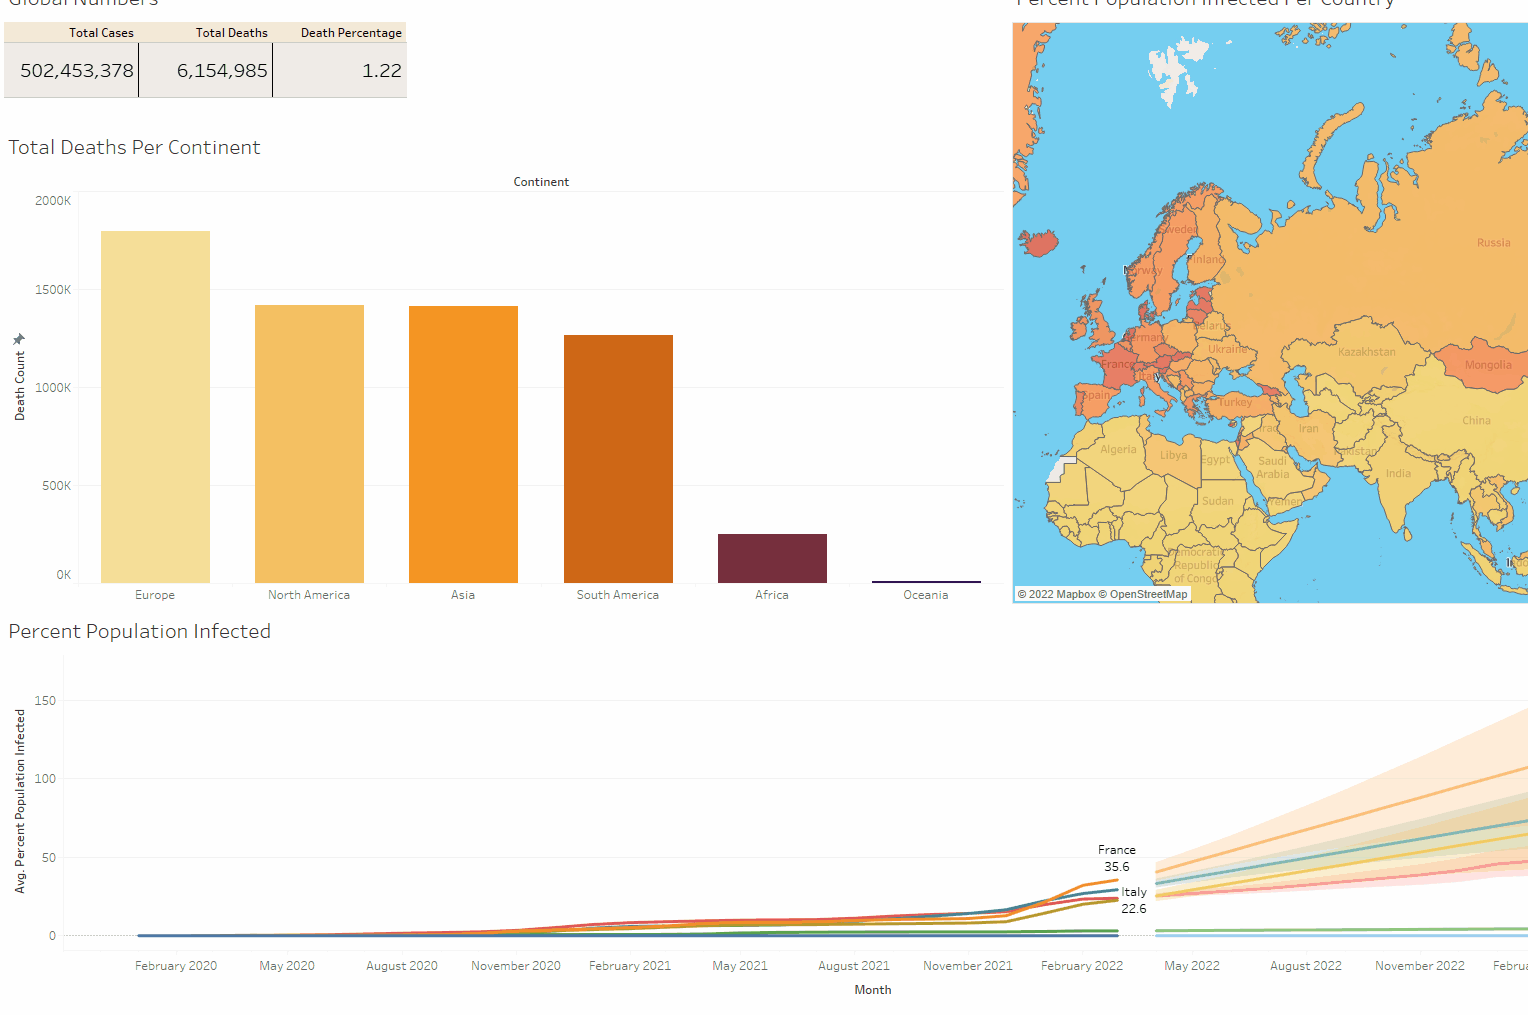 Global Numbers
Total Cases Total Deaths Death Percentage
502,453,378 6,154,985 1.22
Total Deaths Per Continent
Continent
Death Count
2000K
1500K
1000K
500K
0K
Europe North America Asia South America Africa Oceania
Percent Population Infected Per Country
Russia
Sweden
Finland
Norway
Belarus
Germany
Ukraine
Kazakhstan
France
Mongolia
Italy
Spain
Turkey
China
Iraq
Iran
Algeria
Libya
Egypt
Pakistan
Saudi
Arabia
India
Sudan
Yemen
Democratic
Republic
of Congo
© 2022 Mapbox © OpenStreetMap
Percent Population Infected
Avg. Percent Population Infected
150
100
50
0
France
35.6
Italy
22.6
February 2020 May 2020 August 2020 November 2020 February 2021 May 2021 August 2021 November 2021 February 2022 May 2022 August 2022 November 2022 Februa
Month